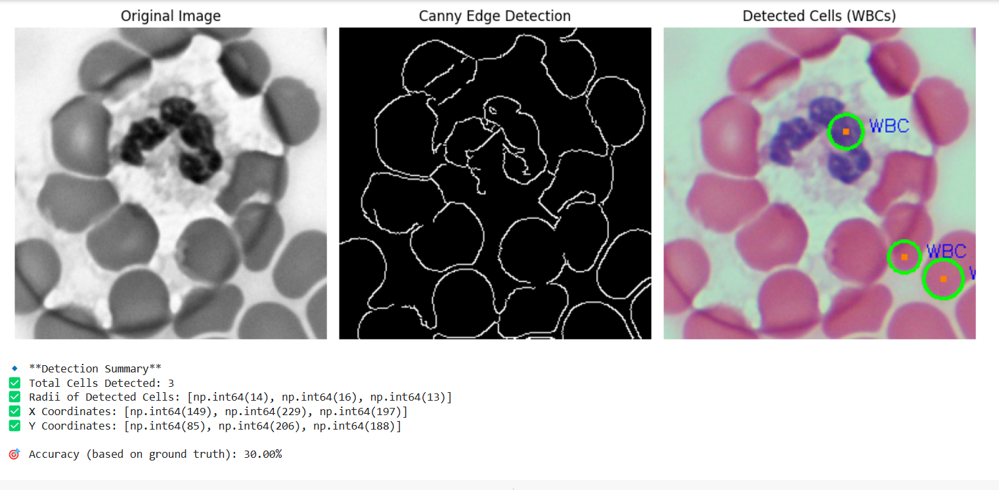 Original Image
Canny Edge Detection
Detected Cells (WBCs)
WBC
WBC
W
🔹 **Detection Summary**
✅ Total Cells Detected: 3
✅ Radii of Detected Cells: [np.int64(14), np.int64(16), np.int64(13)]
✅ X Coordinates: [np.int64(149), np.int64(229), np.int64(197)]
✅ Y Coordinates: [np.int64(85), np.int64(206), np.int64(188)]
🎯 Accuracy (based on ground truth): 30.00%